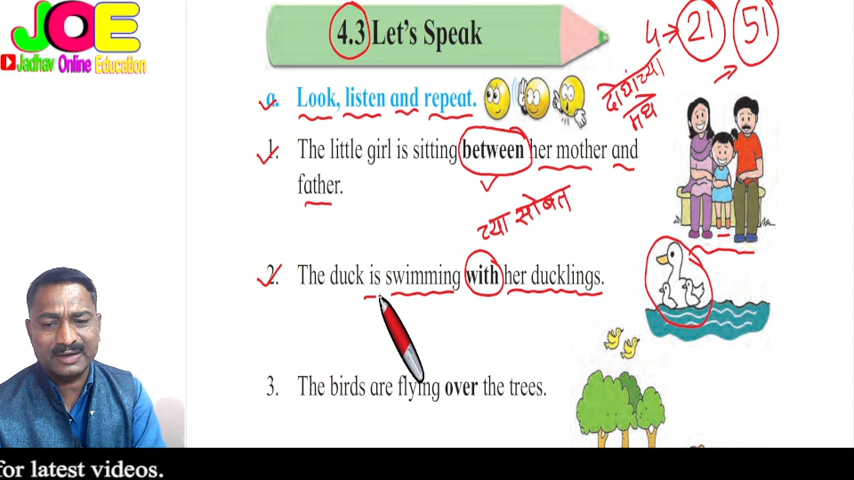 JOE
Jadhav Online Education
4.3 Let's Speak
4 → 21 51
a. Look, listen and repeat.
दोघांच्या
मधे
1. The little girl is sitting between her mother and
father.
च्या सोबत
2. The duck is swimming with her ducklings.
3. The birds are flying over the trees.
for latest videos.